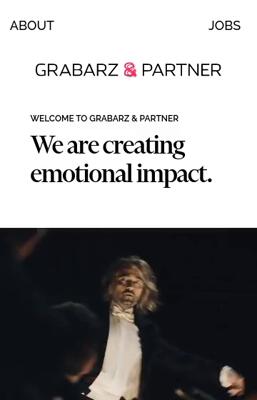 ABOUT JOBS
GRABARZ & PARTNER
WELCOME TO GRABARZ & PARTNER
We are creating
emotional impact.